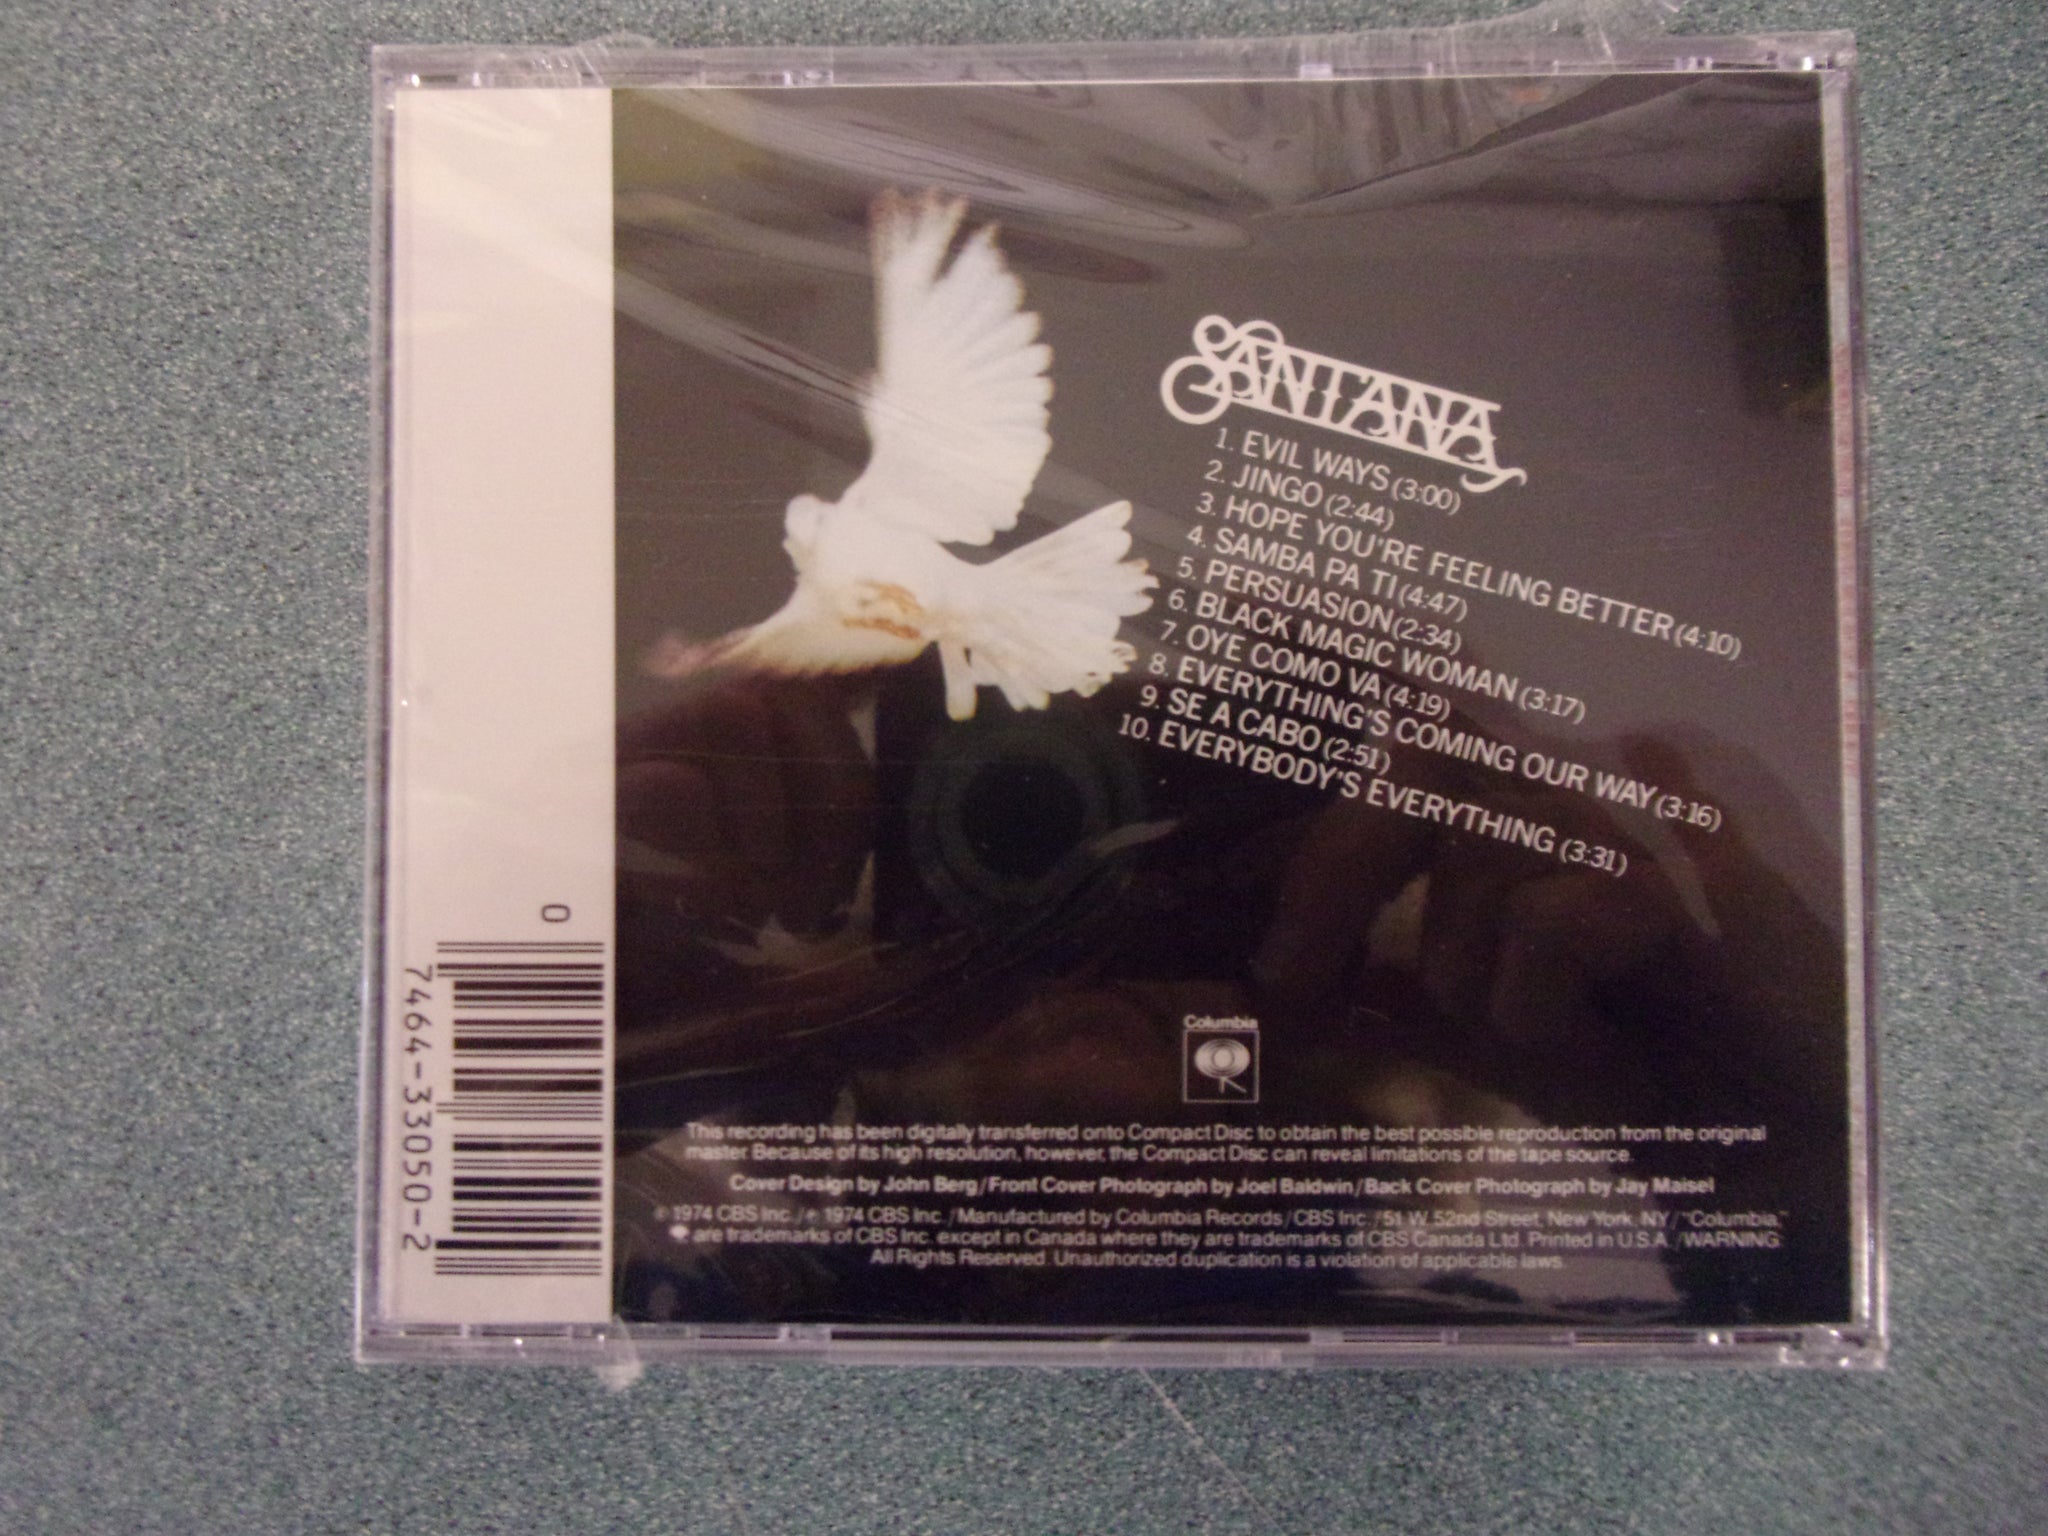 SANTANA
1. EVIL WAYS (3:00)
2. JINGO (2:44)
3. HOPE YOU'RE FEELING BETTER (4:10)
4. SAMBA PA TI (4:47)
5. PERSUASION (2:34)
6. BLACK MAGIC WOMAN (3:17)
7. OYE COMO VA (4:19)
8. EVERYTHING'S COMING OUR WAY (3:16)
9. SE A CABO (2:51)
10. EVERYBODY'S EVERYTHING (3:31)
0
7464-33050-2
Columbia
This recording has been digitally transferred onto Compact Disc to obtain the best possible reproduction from the original
master. Because of its high resolution, however, the Compact Disc can reveal limitations of the tape source.
Cover Design by John Berg/Front Cover Photograph by Joel Baldwin/Back Cover Photograph by Jay Maisel
© 1974 CBS Inc./℗ 1974 CBS Inc./Manufactured by Columbia Records/CBS Inc./51 W. 52nd Street, New York, NY/"Columbia,"
are trademarks of CBS Inc. except in Canada where they are trademarks of CBS Canada Ltd. Printed in U.S.A./WARNING:
All Rights Reserved. Unauthorized duplication is a violation of applicable laws.